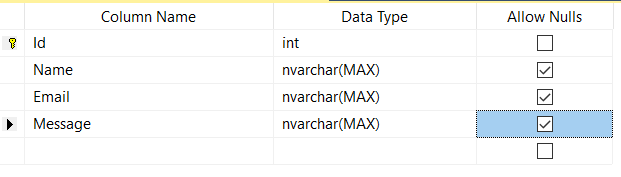 Column Name Data Type Allow Nulls
Id int
Name nvarchar(MAX)
Email nvarchar(MAX)
Message nvarchar(MAX)